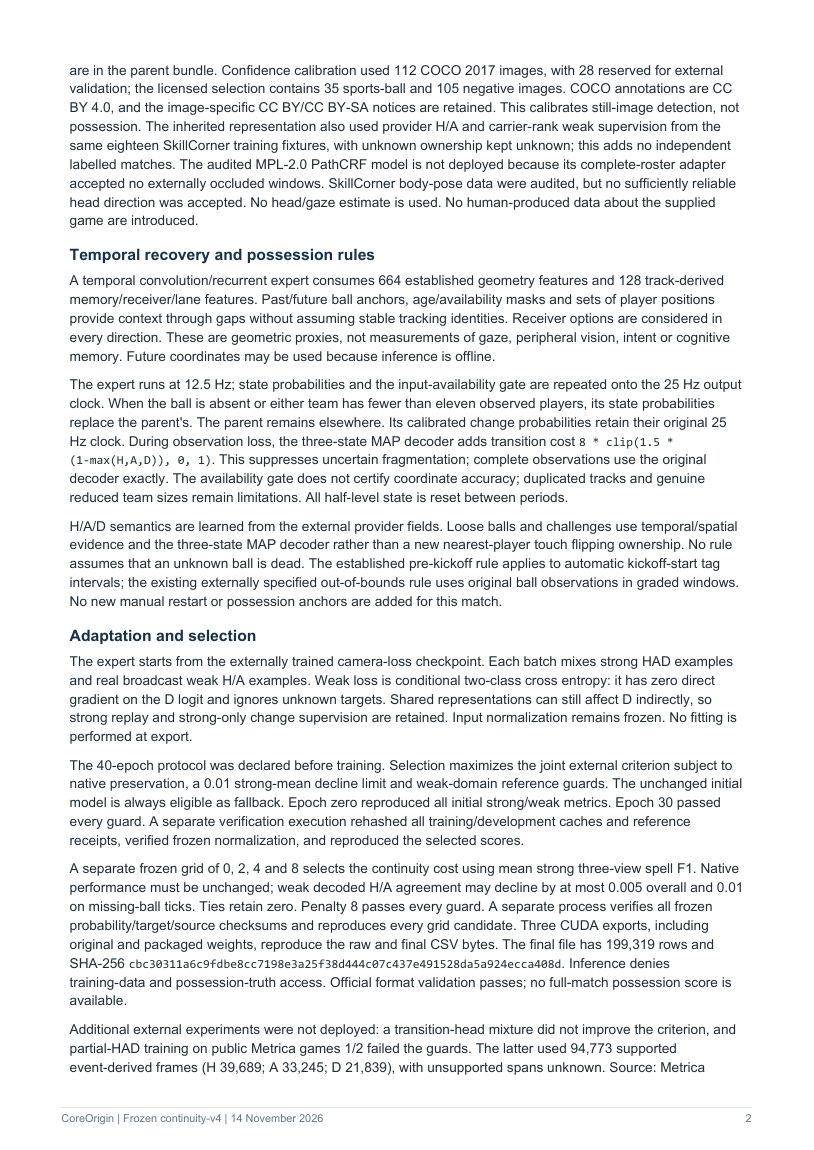 are in the parent bundle. Confidence calibration used 112 COCO 2017 images, with 28 reserved for external
validation; the licensed selection contains 35 sports-ball and 105 negative images. COCO annotations are CC
BY 4.0, and the image-specific CC BY/CC BY-SA notices are retained. This calibrates still-image detection, not
possession. The inherited representation also used provider H/A and carrier-rank weak supervision from the
same eighteen SkillCorner training fixtures, with unknown ownership kept unknown; this adds no independent
labelled matches. The audited MPL-2.0 PathCRF model is not deployed because its complete-roster adapter
accepted no externally occluded windows. SkillCorner body-pose data were audited, but no sufficiently reliable
head direction was accepted. No head/gaze estimate is used. No human-produced data about the supplied
game are introduced.
Temporal recovery and possession rules
A temporal convolution/recurrent expert consumes 664 established geometry features and 128 track-derived
memory/receiver/lane features. Past/future ball anchors, age/availability masks and sets of player positions
provide context through gaps without assuming stable tracking identities. Receiver options are considered in
every direction. These are geometric proxies, not measurements of gaze, peripheral vision, intent or cognitive
memory. Future coordinates may be used because inference is offline.
The expert runs at 12.5 Hz; state probabilities and the input-availability gate are repeated onto the 25 Hz output
clock. When the ball is absent or either team has fewer than eleven observed players, its state probabilities
replace the parent's. The parent remains elsewhere. Its calibrated change probabilities retain their original 25
Hz clock. During observation loss, the three-state MAP decoder adds transition cost 8 * clip(1.5 *
(1-max(H,A,D)), 0, 1). This suppresses uncertain fragmentation; complete observations use the original
decoder exactly. The availability gate does not certify coordinate accuracy; duplicated tracks and genuine
reduced team sizes remain limitations. All half-level state is reset between periods.
H/A/D semantics are learned from the external provider fields. Loose balls and challenges use temporal/spatial
evidence and the three-state MAP decoder rather than a new nearest-player touch flipping ownership. No rule
assumes that an unknown ball is dead. The established pre-kickoff rule applies to automatic kickoff-start tag
intervals; the existing externally specified out-of-bounds rule uses original ball observations in graded windows.
No new manual restart or possession anchors are added for this match.
Adaptation and selection
The expert starts from the externally trained camera-loss checkpoint. Each batch mixes strong HAD examples
and real broadcast weak H/A examples. Weak loss is conditional two-class cross entropy: it has zero direct
gradient on the D logit and ignores unknown targets. Shared representations can still affect D indirectly, so
strong replay and strong-only change supervision are retained. Input normalization remains frozen. No fitting is
performed at export.
The 40-epoch protocol was declared before training. Selection maximizes the joint external criterion subject to
native preservation, a 0.01 strong-mean decline limit and weak-domain reference guards. The unchanged initial
model is always eligible as fallback. Epoch zero reproduced all initial strong/weak metrics. Epoch 30 passed
every guard. A separate verification execution rehashed all training/development caches and reference
receipts, verified frozen normalization, and reproduced the selected scores.
A separate frozen grid of 0, 2, 4 and 8 selects the continuity cost using mean strong three-view spell F1. Native
performance must be unchanged; weak decoded H/A agreement may decline by at most 0.005 overall and 0.01
on missing-ball ticks. Ties retain zero. Penalty 8 passes every guard. A separate process verifies all frozen
probability/target/source checksums and reproduces every grid candidate. Three CUDA exports, including
original and packaged weights, reproduce the raw and final CSV bytes. The final file has 199,319 rows and
SHA-256 cbc30311a6c9fdbe8cc7198e3a25f38d444c07c437e491528da5a924ecca408d. Inference denies
training-data and possession-truth access. Official format validation passes; no full-match possession score is
available.
Additional external experiments were not deployed: a transition-head mixture did not improve the criterion, and
partial-HAD training on public Metrica games 1/2 failed the guards. The latter used 94,773 supported
event-derived frames (H 39,689; A 33,245; D 21,839), with unsupported spans unknown. Source: Metrica
CoreOrigin | Frozen continuity-v4 | 14 November 2026
2